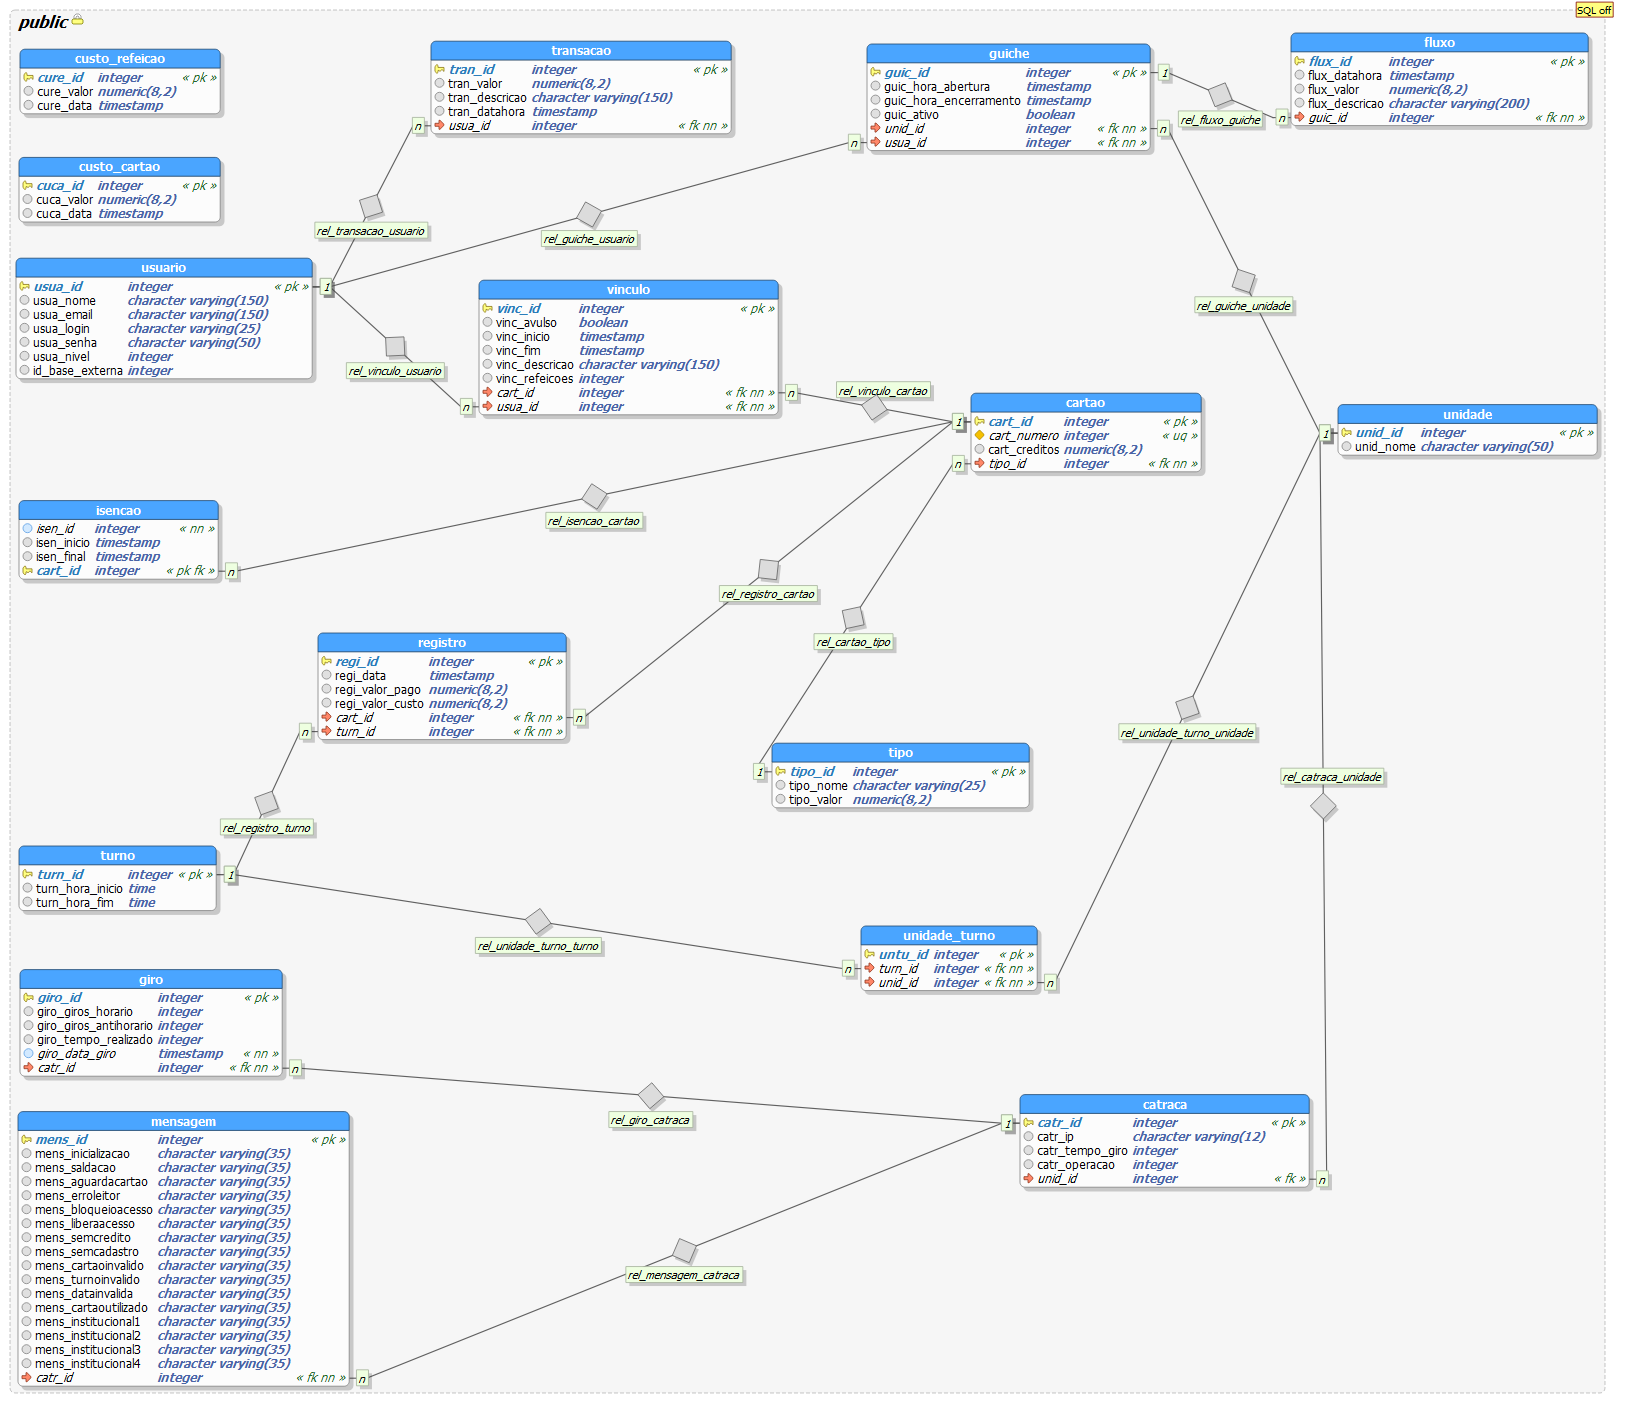 SQL off
public
custo_refeicao
cure_id integer « pk »
cure_valor numeric(8,2)
cure_data timestamp
transacao
tran_id integer « pk »
tran_valor numeric(8,2)
tran_descricao character varying(150)
tran_datahora timestamp
n usua_id integer « fk nn »
guiche
guic_id integer « pk » 1
guic_hora_abertura timestamp
guic_hora_encerramento timestamp
guic_ativo boolean
unid_id integer « fk nn » n
n usua_id integer « fk nn »
fluxo
flux_id integer « pk »
flux_datahora timestamp
flux_valor numeric(8,2)
flux_descricao character varying(200)
n guic_id integer « fk nn »
rel_fluxo_guiche
custo_cartao
cuca_id integer « pk »
cuca_valor numeric(8,2)
cuca_data timestamp
rel_transacao_usuario
rel_guiche_usuario
usuario
usua_id integer « pk » 1
usua_nome character varying(150)
usua_email character varying(150)
usua_login character varying(25)
usua_senha character varying(50)
usua_nivel integer
id_base_externa integer
rel_vinculo_usuario
vinculo
vinc_id integer « pk »
vinc_avulso boolean
vinc_inicio timestamp
vinc_fim timestamp
vinc_descricao character varying(150)
vinc_refeicoes integer
cart_id integer « fk nn » n
n usua_id integer « fk nn »
rel_guiche_unidade
rel_vinculo_cartao
cartao
1 cart_id integer « pk »
cart_numero integer « uq »
cart_creditos numeric(8,2)
n tipo_id integer « fk nn »
unidade
1 unid_id integer « pk »
unid_nome character varying(50)
isencao
isen_id integer « nn »
isen_inicio timestamp
isen_final timestamp
cart_id integer « pk fk » n
rel_isencao_cartao
rel_registro_cartao
rel_cartao_tipo
registro
regi_id integer « pk »
regi_data timestamp
regi_valor_pago numeric(8,2)
regi_valor_custo numeric(8,2)
cart_id integer « fk nn » n
n turn_id integer « fk nn »
rel_unidade_turno_unidade
tipo
1 tipo_id integer « pk »
tipo_nome character varying(25)
tipo_valor numeric(8,2)
rel_catraca_unidade
rel_registro_turno
turno
turn_id integer « pk » 1
turn_hora_inicio time
turn_hora_fim time
rel_unidade_turno_turno
unidade_turno
untu_id integer « pk »
n turn_id integer « fk nn »
unid_id integer « fk nn » n
giro
giro_id integer « pk »
giro_giros_horario integer
giro_giros_antihorario integer
giro_tempo_realizado integer
giro_data_giro timestamp « nn »
catr_id integer « fk nn » n
rel_giro_catraca
catraca
1 catr_id integer « pk »
catr_ip character varying(12)
catr_tempo_giro integer
catr_operacao integer
unid_id integer « fk » n
mensagem
mens_id integer « pk »
mens_inicializacao character varying(35)
mens_saldacao character varying(35)
mens_aguardacartao character varying(35)
mens_erroleitor character varying(35)
mens_bloqueioacesso character varying(35)
mens_liberaacesso character varying(35)
mens_semcredito character varying(35)
mens_semcadastro character varying(35)
mens_cartaoinvalido character varying(35)
mens_turnoinvalido character varying(35)
mens_datainvalida character varying(35)
mens_cartaoutilizado character varying(35)
mens_institucional1 character varying(35)
mens_institucional2 character varying(35)
mens_institucional3 character varying(35)
mens_institucional4 character varying(35)
catr_id integer « fk nn » n
rel_mensagem_catraca